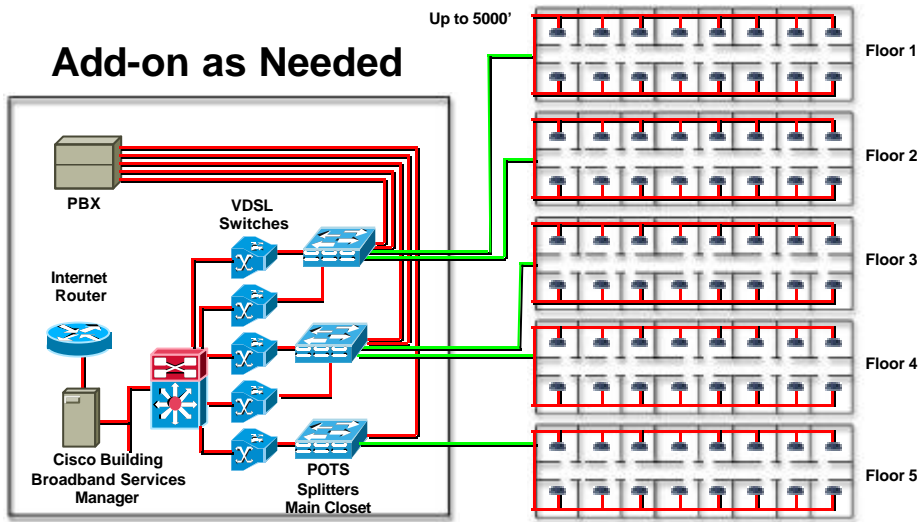 Up to 5000’
Add-on as Needed
Floor 1
Floor 2
Floor 3
Floor 4
Floor 5
PBX
VDSL
Switches
Internet
Router
Cisco Building
Broadband Services
Manager
POTS
Splitters
Main Closet